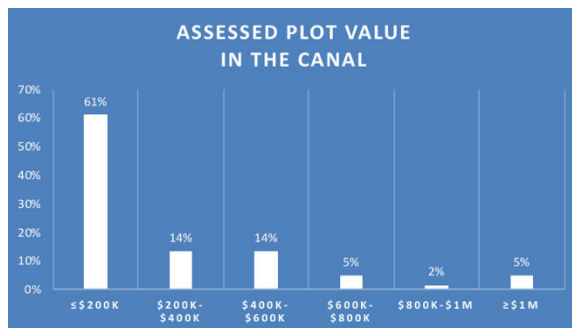 ASSESSED PLOT VALUE
IN THE CANAL
70%
60%
50%
40%
30%
20%
10%
0%
61%
14%
14%
5%
2%
5%
≤$200K
$200K-
$400K
$400K-
$600K
$600K-
$800K
$800K-$1M
≥$1M